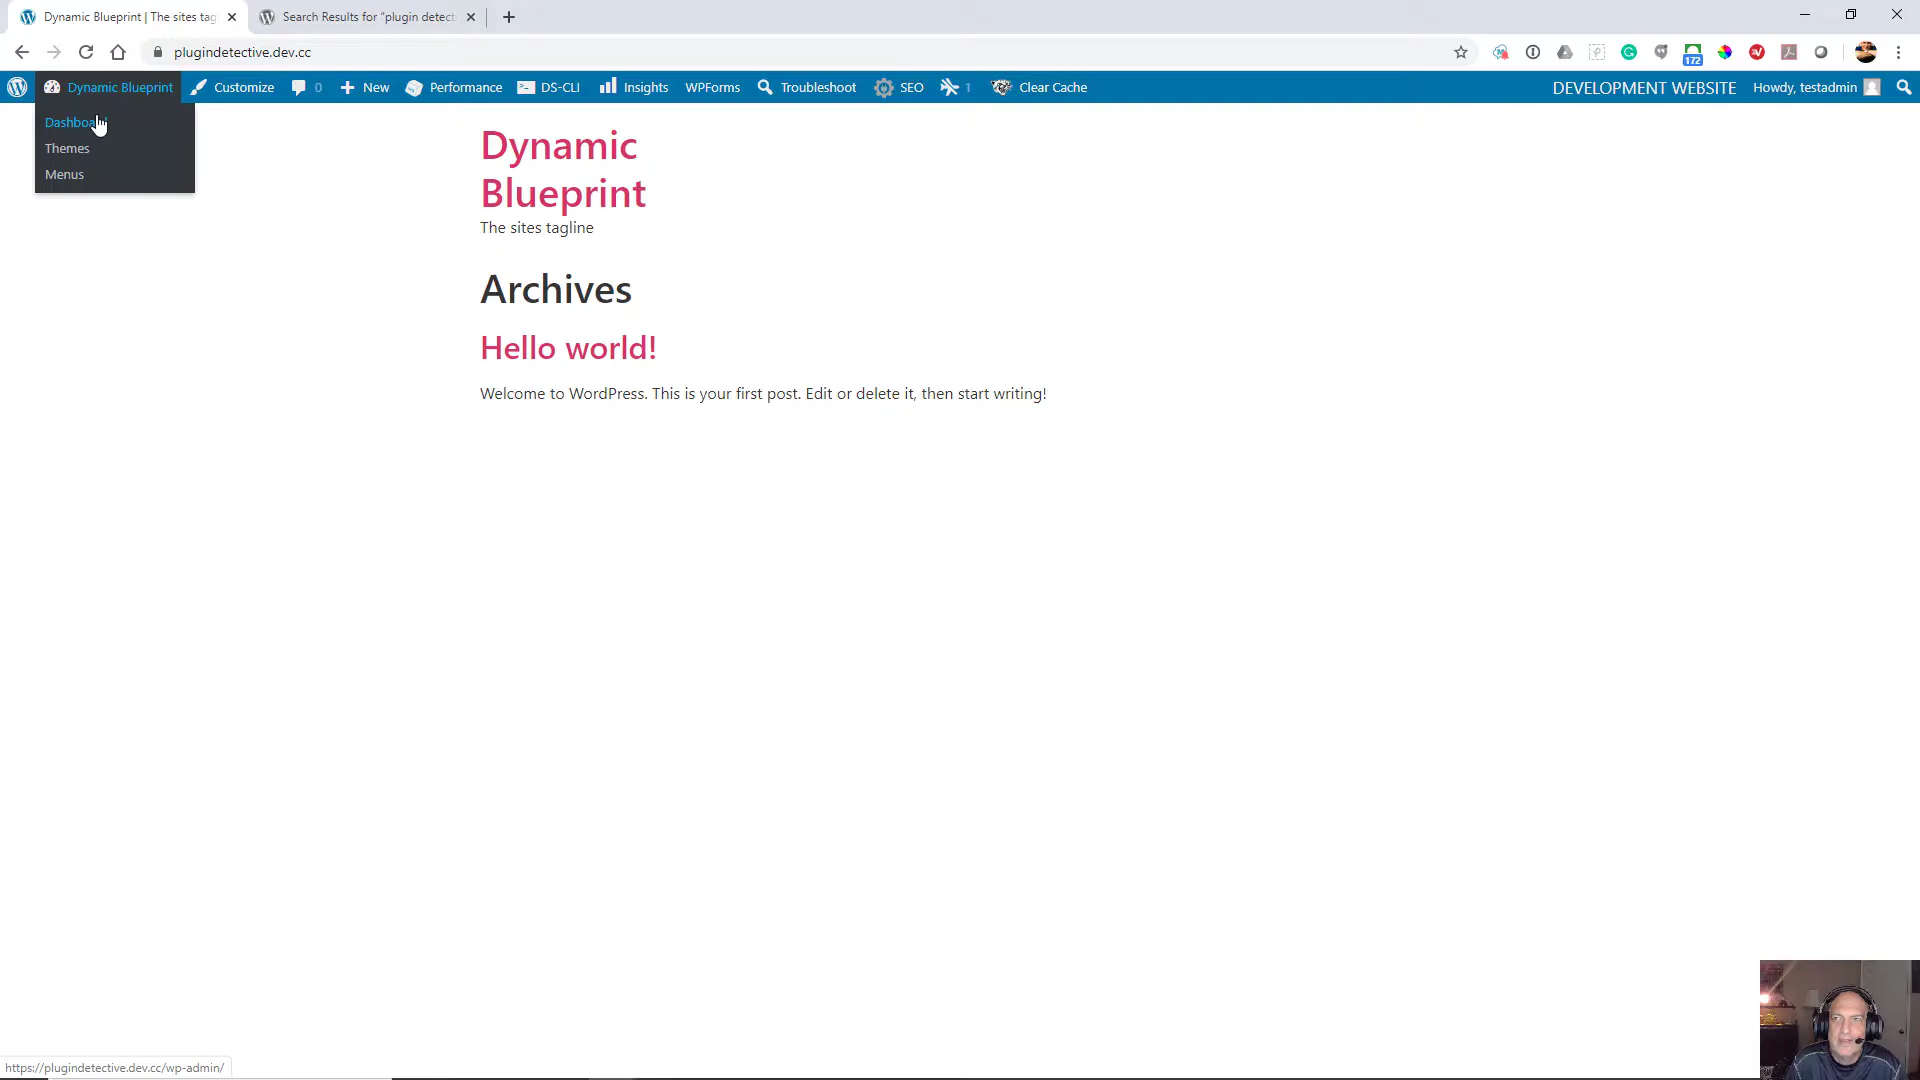 Dynamic Blueprint | The sites tag
Search Results for "plugin detect
plugindetective.dev.cc
172
Dynamic Blueprint Customize 0 New Performance DS-CLI Insights WPForms Troubleshoot SEO 1 Clear Cache DEVELOPMENT WEBSITE Howdy, testadmin
Themes
Menus
Dynamic
Blueprint
The sites tagline
Archives
Hello world!
Welcome to WordPress. This is your first post. Edit or delete it, then start writing!
https://plugindetective.dev.cc/wp-admin/